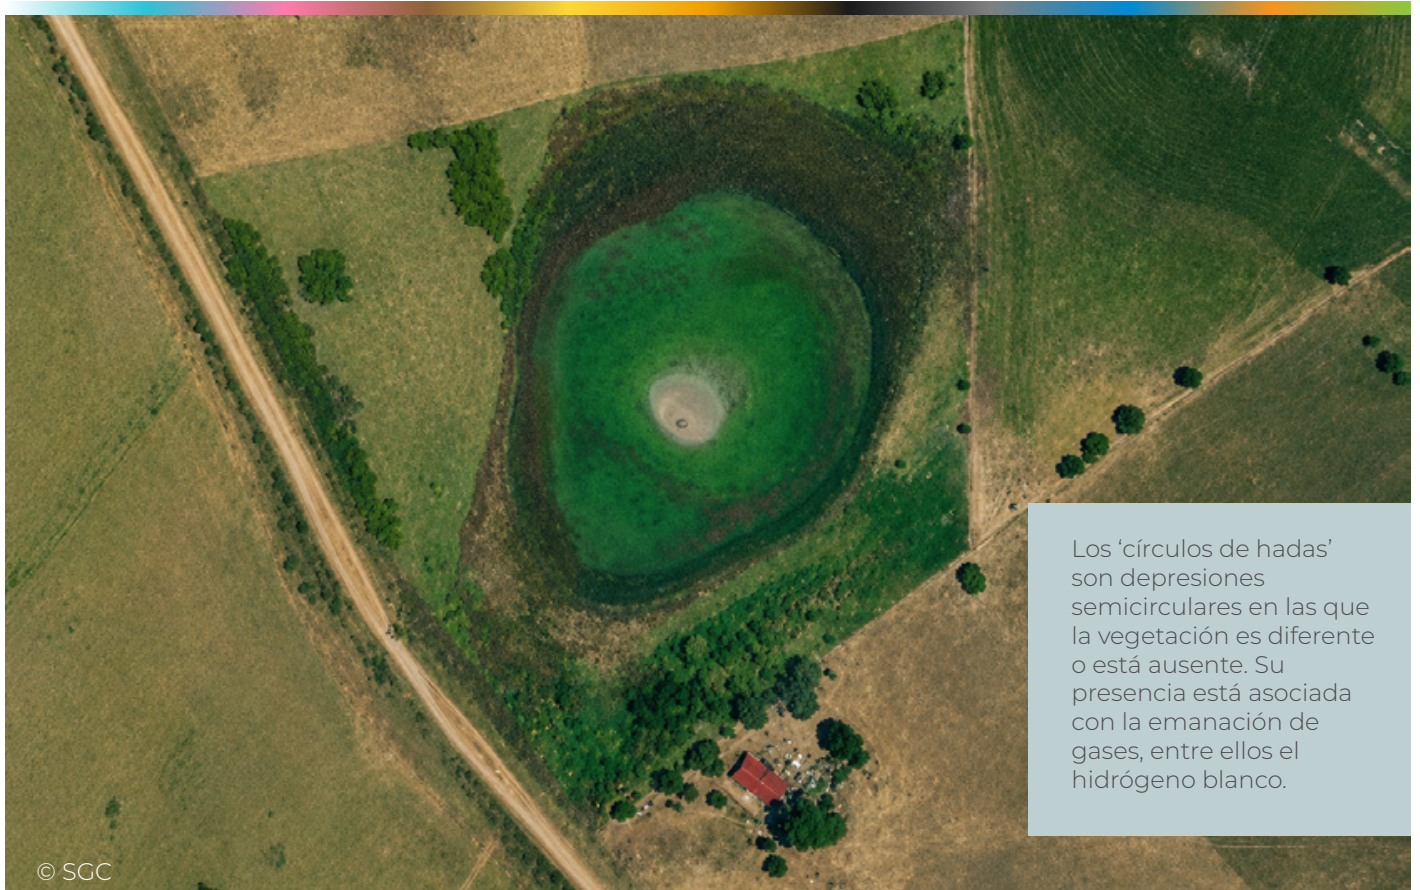 Los ‘círculos de hadas’
son depresiones
semicirculares en las que
la vegetación es diferente
o está ausente. Su
presencia está asociada
con la emanación de
gases, entre ellos el
hidrógeno blanco.
© SGC